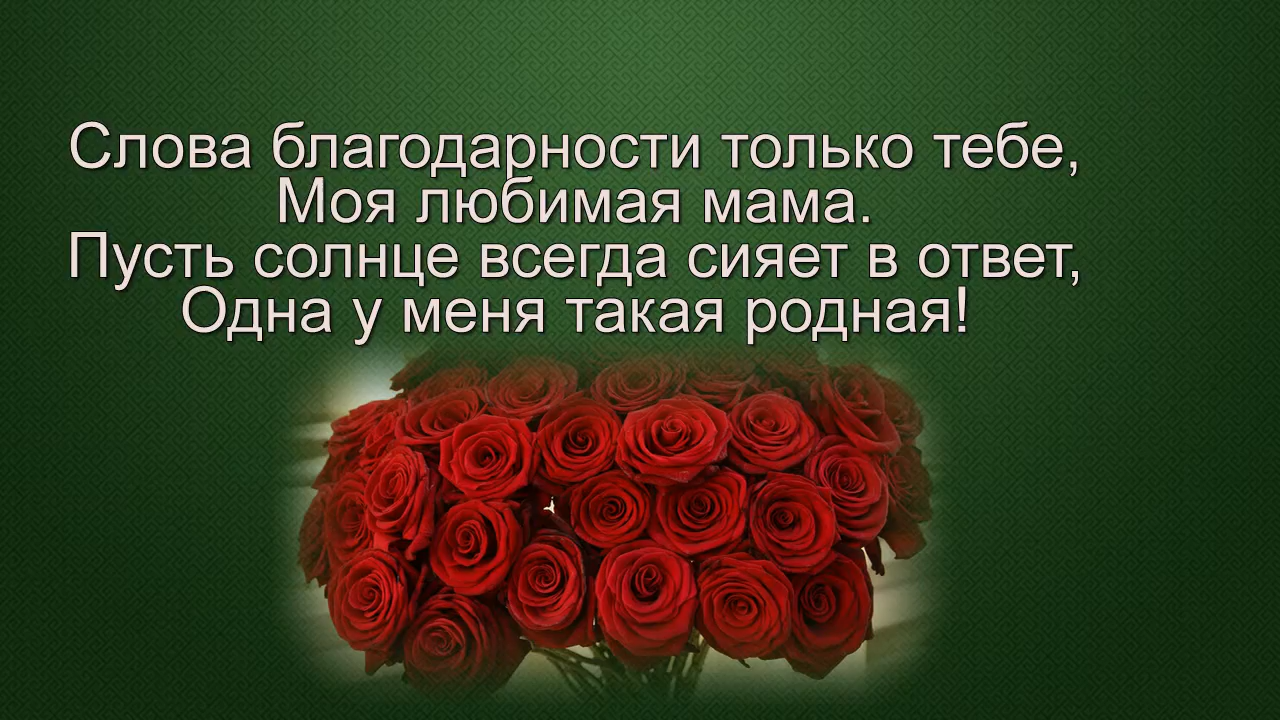 Слова благодарности только тебе,
Моя любимая мама.
Пусть солнце всегда сияет в ответ,
Одна у меня такая родная!